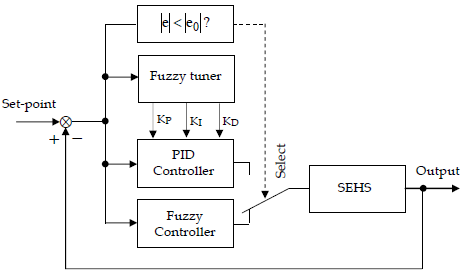 |e| < |e0| ?
Fuzzy tuner
Set-point
KP
KI
KD
+
−
PID
Controller
Select
SEHS
Output
Fuzzy
Controller